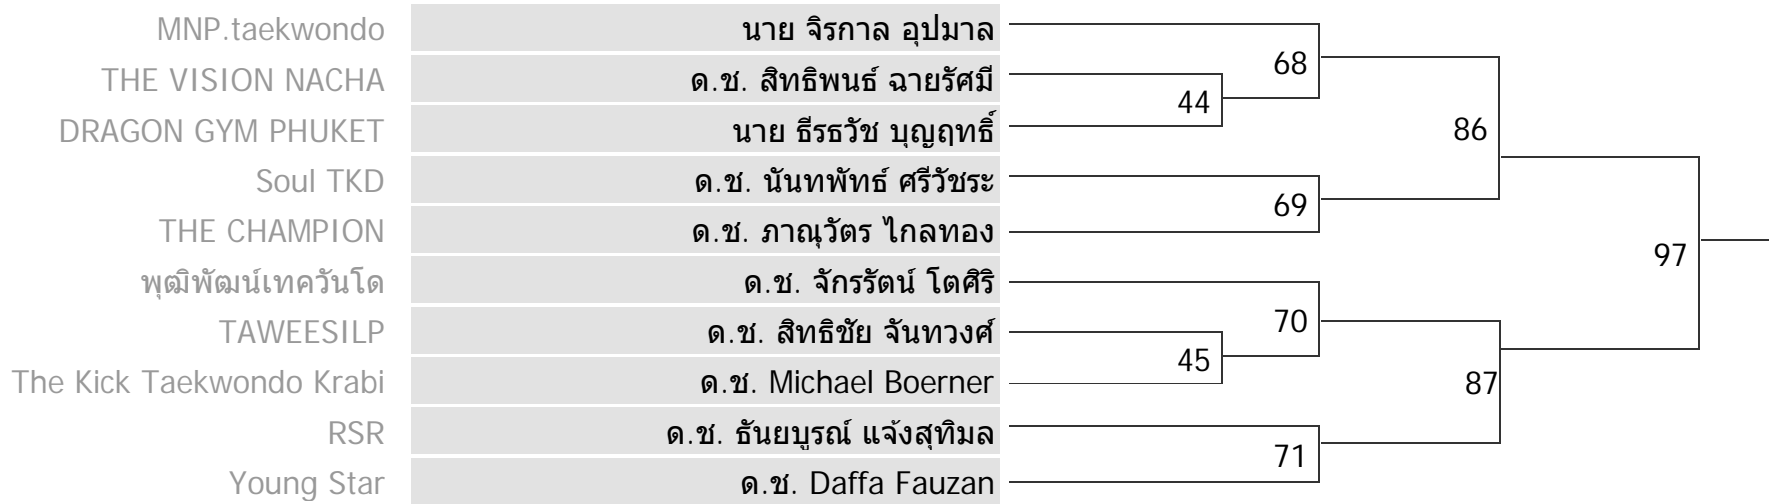 MNP.taekwondo นาย จิรกาล อุปมาล
THE VISION NACHA ด.ช. สิทธิพนธ์ ฉายรัศมี
DRAGON GYM PHUKET นาย ธีรธวัช บุญฤทธิ์
Soul TKD ด.ช. นันทพัทธ์ ศรีวัชระ
THE CHAMPION ด.ช. ภาณุวัตร ไกลทอง
พุฒิพัฒน์เทควันโด ด.ช. จักรรัตน์ โตศิริ
TAWEESILP ด.ช. สิทธิชัย จันทวงศ์
The Kick Taekwondo Krabi ด.ช. Michael Boerner
RSR ด.ช. ธันยบูรณ์ แจ้งสุทิมล
Young Star ด.ช. Daffa Fauzan
44
45
68
69
70
71
86
87
97